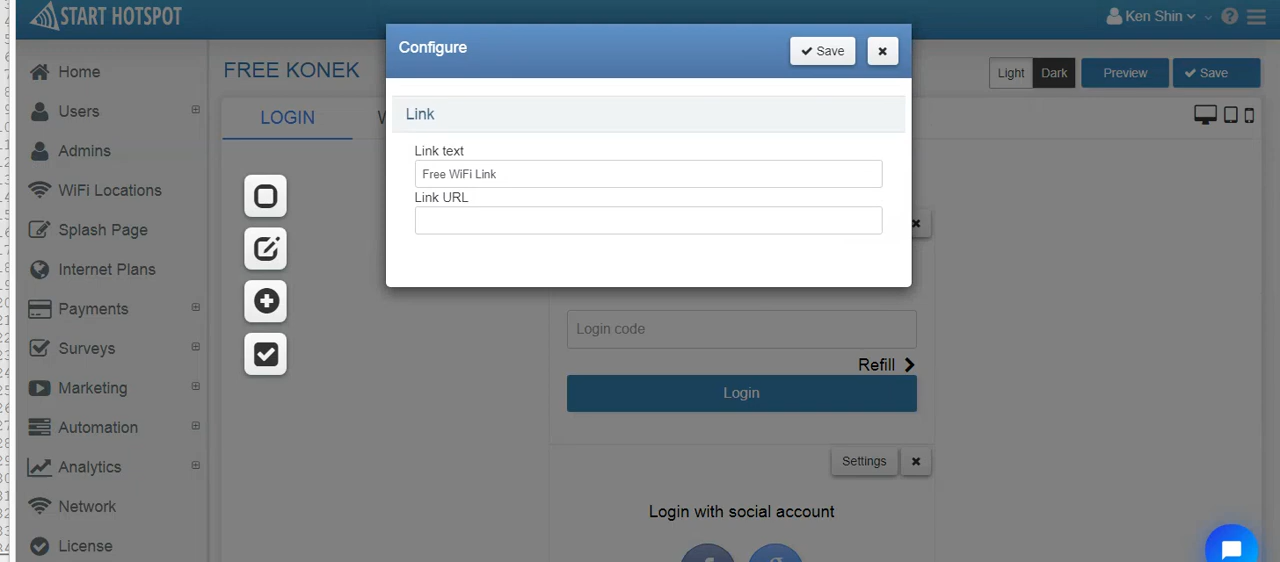 START HOTSPOT
Ken Shin
Home
Users
Admins
WiFi Locations
Splash Page
Internet Plans
Payments
Surveys
Marketing
Automation
Analytics
Network
License
FREE KONEK
Light
Dark
Preview
Save
LOGIN
Configure
Save
Link
Link text
Free WiFi Link
Link URL
Login code
Refill
Login
Settings
Login with social account